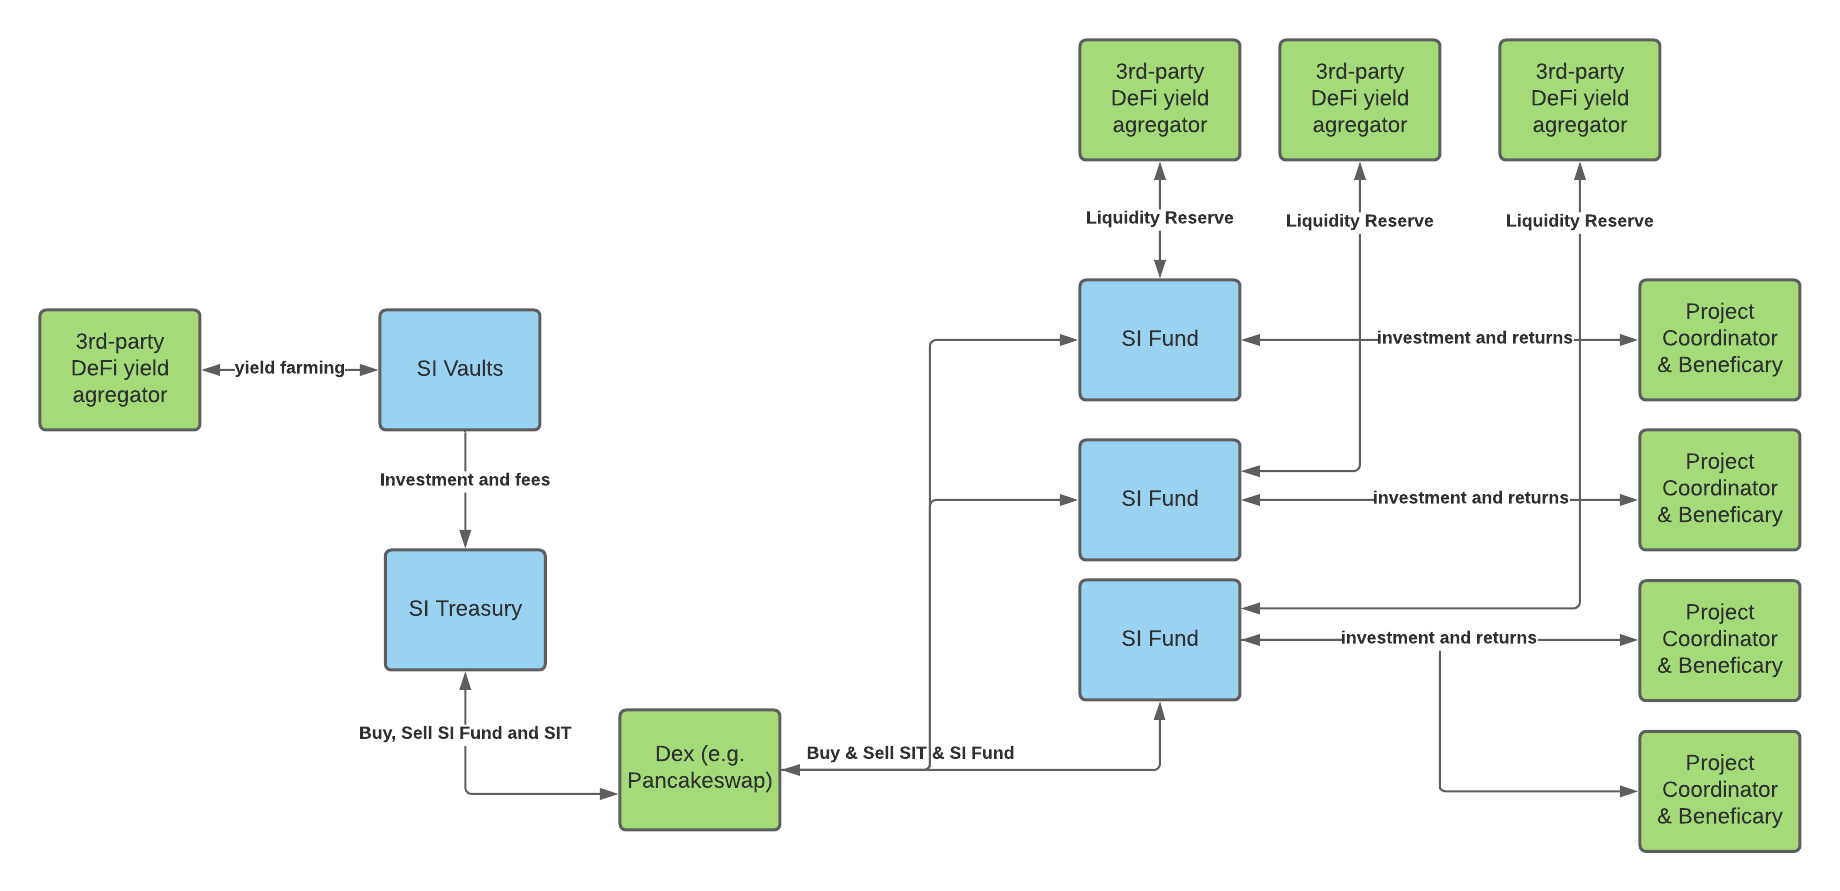 3rd-party
DeFi yield
agregator
3rd-party
DeFi yield
agregator
3rd-party
DeFi yield
agregator
Liquidity Reserve
Liquidity Reserve
Liquidity Reserve
3rd-party
DeFi yield
agregator
yield farming
SI Vaults
SI Fund
investment and returns
Project
Coordinator
& Beneficary
Investment and fees
SI Fund
investment and returns
Project
Coordinator
& Beneficary
SI Treasury
SI Fund
investment and returns
Project
Coordinator
& Beneficary
Buy, Sell SI Fund and SIT
Dex (e.g.
Pancakeswap)
Buy & Sell SIT & SI Fund
Project
Coordinator
& Beneficary